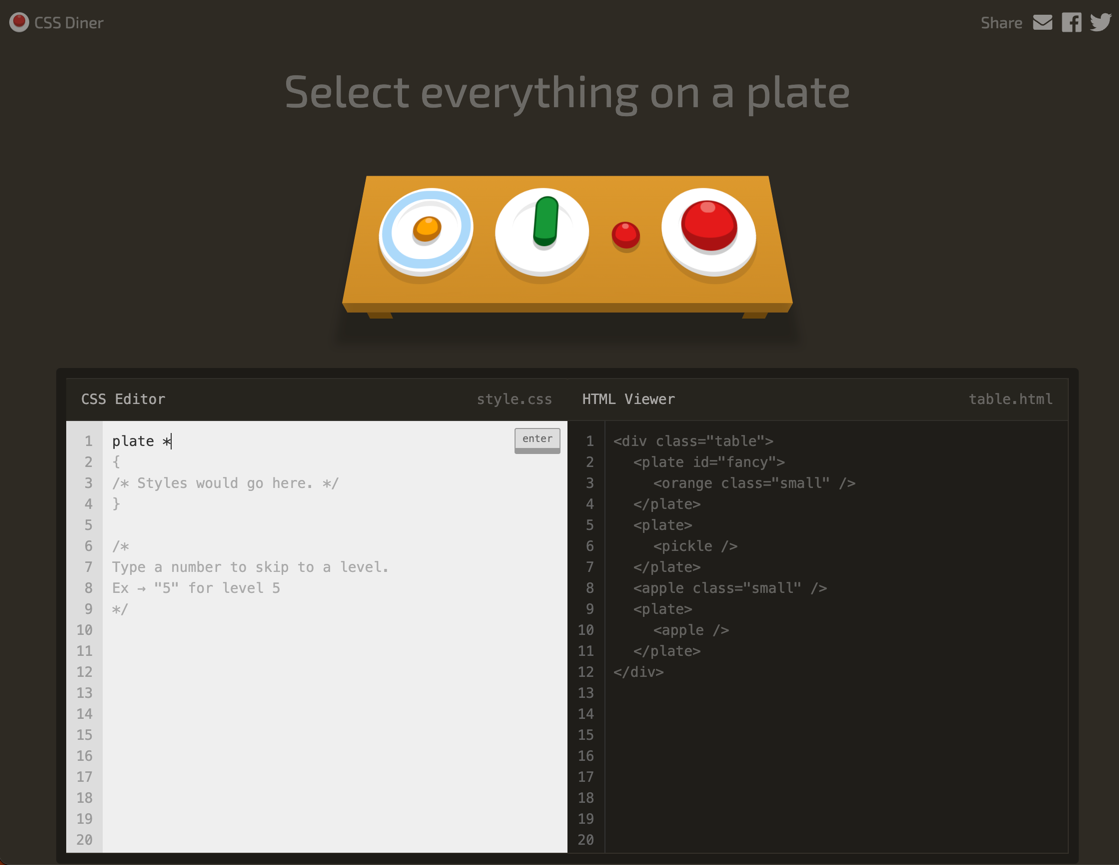 CSS Diner
Share
Select everything on a plate
CSS Editor
style.css
HTML Viewer
table.html
1 plate *
enter
2 {
3 /* Styles would go here. */
4 }
5
6 /*
7 Type a number to skip to a level.
8 Ex → "5" for level 5
9 */
10
11
12
13
14
15
16
17
18
19
20
1 <div class="table">
2 <plate id="fancy">
3 <orange class="small" />
4 </plate>
5 <plate>
6 <pickle />
7 </plate>
8 <apple class="small" />
9 <plate>
10 <apple />
11 </plate>
12 </div>
13
14
15
16
17
18
19
20